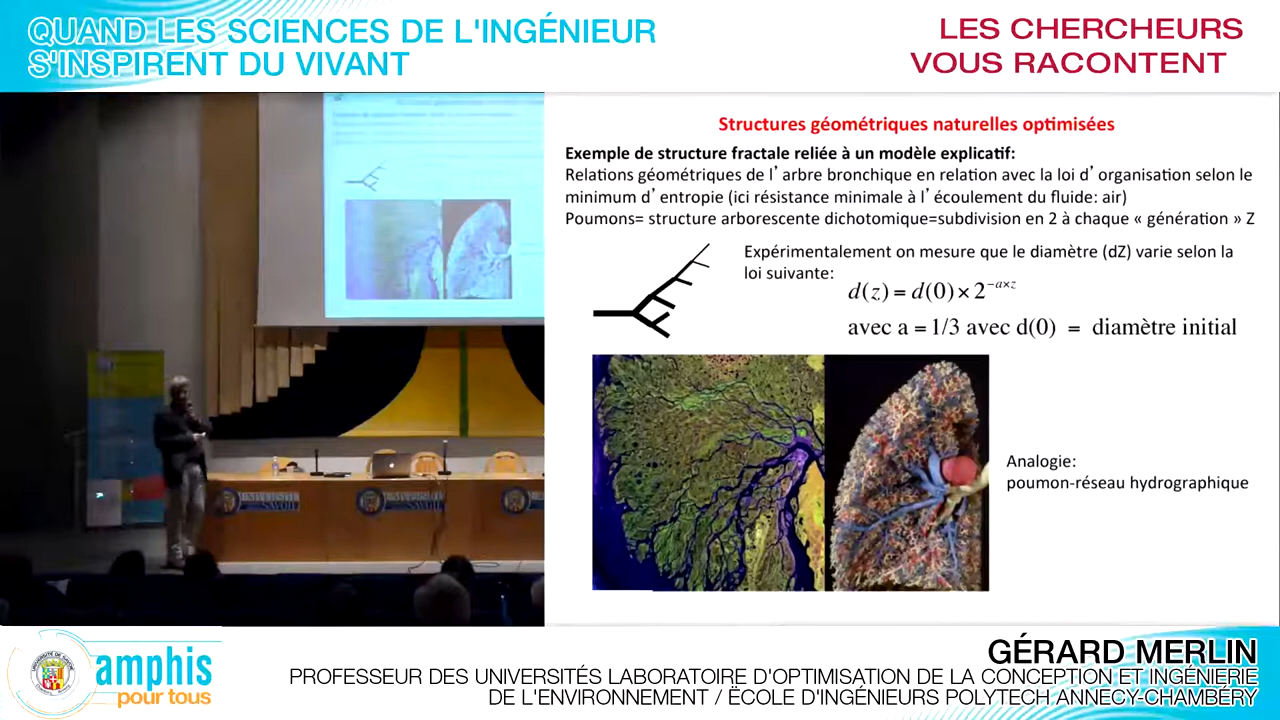 QUAND LES SCIENCES DE L'INGÉNIEUR
S'INSPIRENT DU VIVANT
LES CHERCHEURS
VOUS RACONTENT
Structures géométriques naturelles optimisées
Exemple de structure fractale reliée à un modèle explicatif:
Relations géométriques de l'arbre bronchique en relation avec la loi d'organisation selon le
minimum d'entropie (ici résistance minimale à l'écoulement du fluide: air)
Poumons= structure arborescente dichotomique=subdivision en 2 à chaque « génération » Z
Expérimentalement on mesure que le diamètre (dZ) varie selon la
loi suivante:
d(z) = d(0) × 2^{-a×z}
avec a = 1/3 avec d(0) = diamètre initial
Analogie:
poumon-réseau hydrographique
UNIVERSITÉ
SAVOIE
UNIVERSITÉ
SAVOIE
amphis
pour tous
GÉRARD MERLIN
PROFESSEUR DES UNIVERSITÉS LABORATOIRE D'OPTIMISATION DE LA CONCEPTION ET INGÉNIERIE
DE L'ENVIRONNEMENT / ËCOLE D'INGÉNIEURS POLYTECH ANNECY-CHAMBÉRY